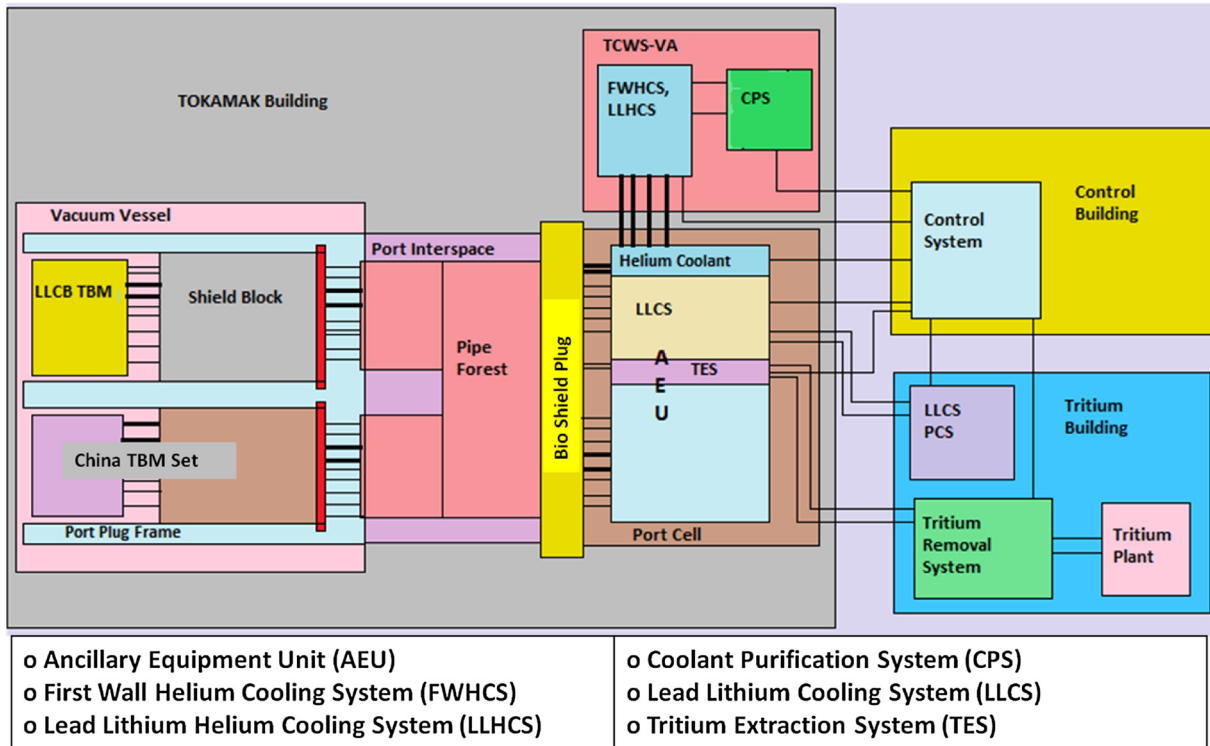 TCWS-VA
FWHCS,
LLHCS
CPS
TOKAMAK Building
Control
Building
Control
System
Vacuum Vessel
Port Interspace
Helium Coolant
LLCB TBM
Shield Block
LLCS
Pipe
Forest
Bio Shield Plug
A
E
U
TES
LLCS
PCS
Tritium
Building
China TBM Set
Port Plug Frame
Port Cell
Tritium
Removal
System
Tritium
Plant
o Ancillary Equipment Unit (AEU)
o First Wall Helium Cooling System (FWHCS)
o Lead Lithium Helium Cooling System (LLHCS)
o Coolant Purification System (CPS)
o Lead Lithium Cooling System (LLCS)
o Tritium Extraction System (TES)